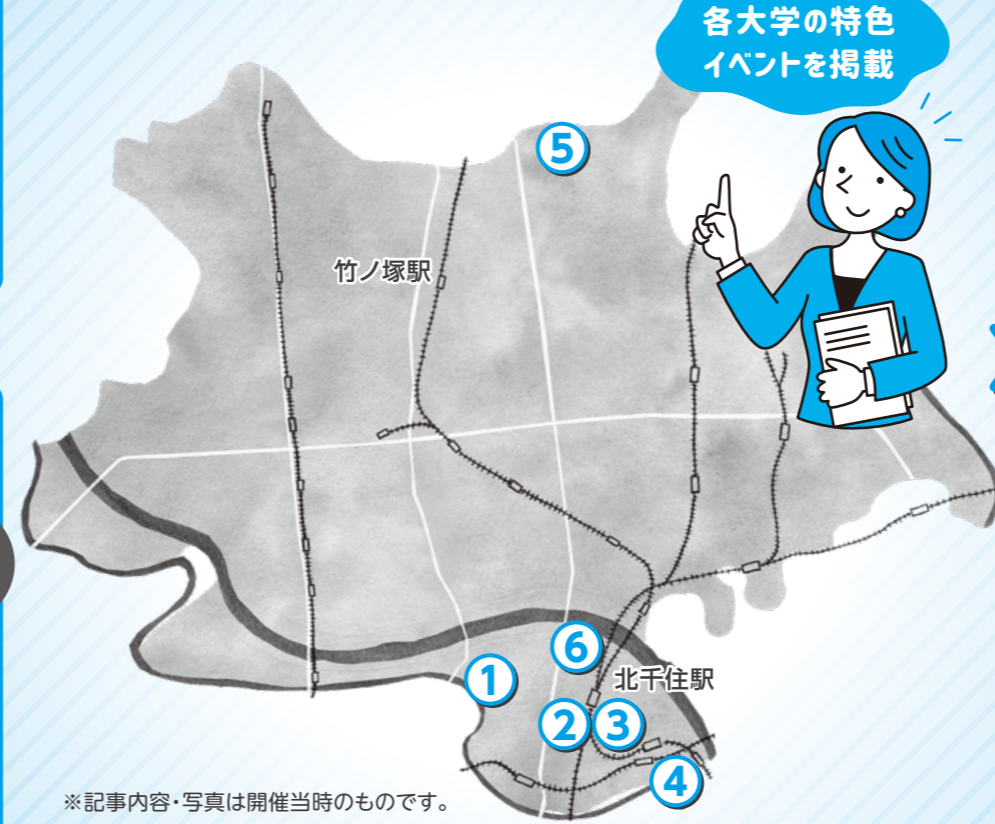 各大学の特色
イベントを掲載
⑤
竹ノ塚駅
⑥
北千住駅
①
②
③
④
※記事内容・写真は開催当時のものです。